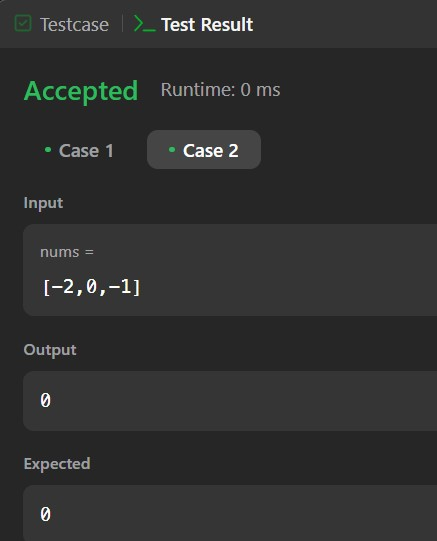 Testcase | >_ Test Result
Accepted Runtime: 0 ms
• Case 1 • Case 2
Input
nums =
[-2,0,-1]
Output
0
Expected
0